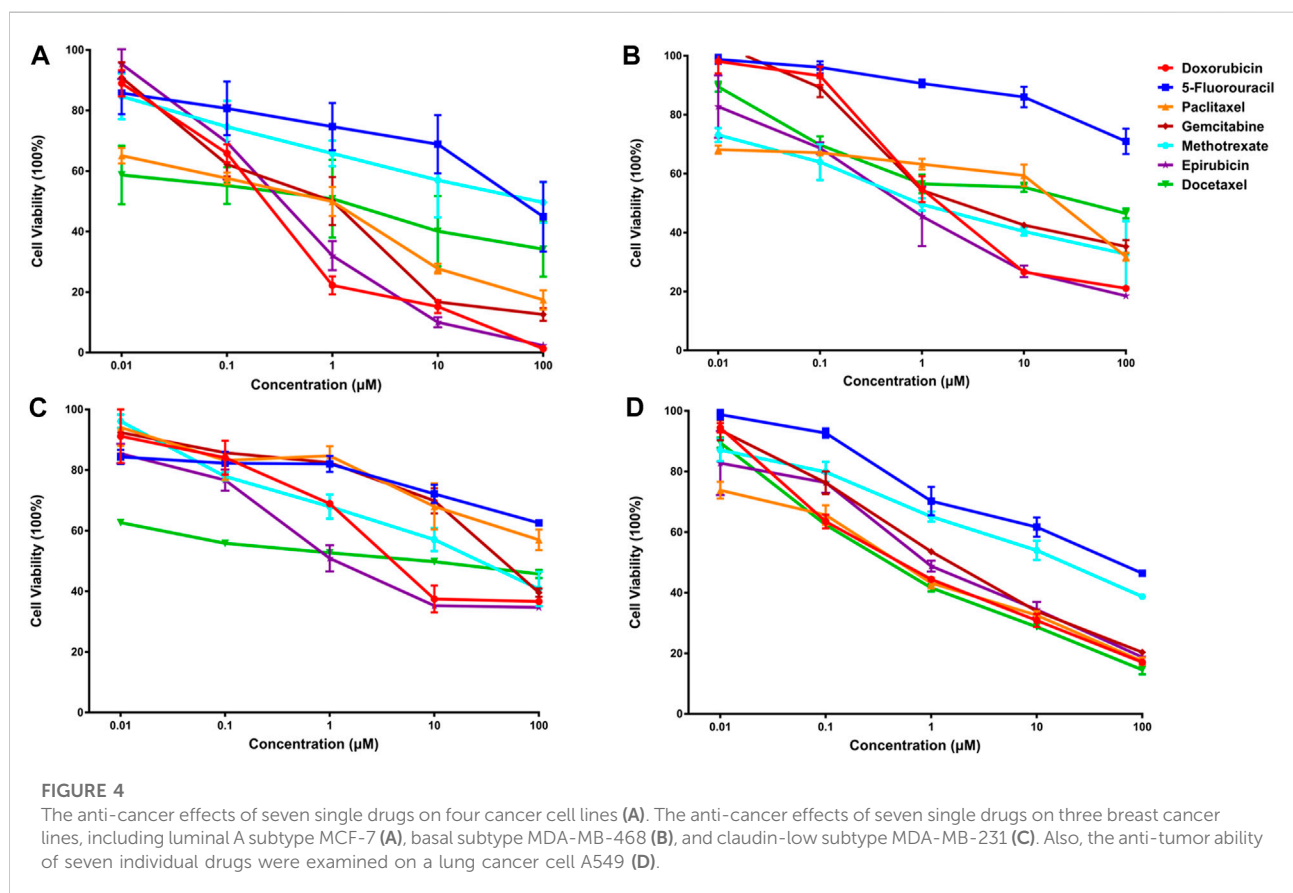 A
100
80
60
40
20
0
Cell Viability (100%)
0.01 0.1 1 10 100
Concentration (µM)
B
100
80
60
40
20
0
Cell Viability (100%)
0.01 0.1 1 10 100
Concentration (µM)
Doxorubicin
5-Fluorouracil
Paclitaxel
Gemcitabine
Methotrexate
Epirubicin
Docetaxel
C
100
80
60
40
20
0
Cell Viability (100%)
0.01 0.1 1 10 100
Concentration (µM)
D
100
80
60
40
20
0
Cell Viability (100%)
0.01 0.1 1 10 100
Concentration (µM)
FIGURE 4
The anti-cancer effects of seven single drugs on four cancer cell lines (A). The anti-cancer effects of seven single drugs on three breast cancer
lines, including luminal A subtype MCF-7 (A), basal subtype MDA-MB-468 (B), and claudin-low subtype MDA-MB-231 (C). Also, the anti-tumor ability
of seven individual drugs were examined on a lung cancer cell A549 (D).